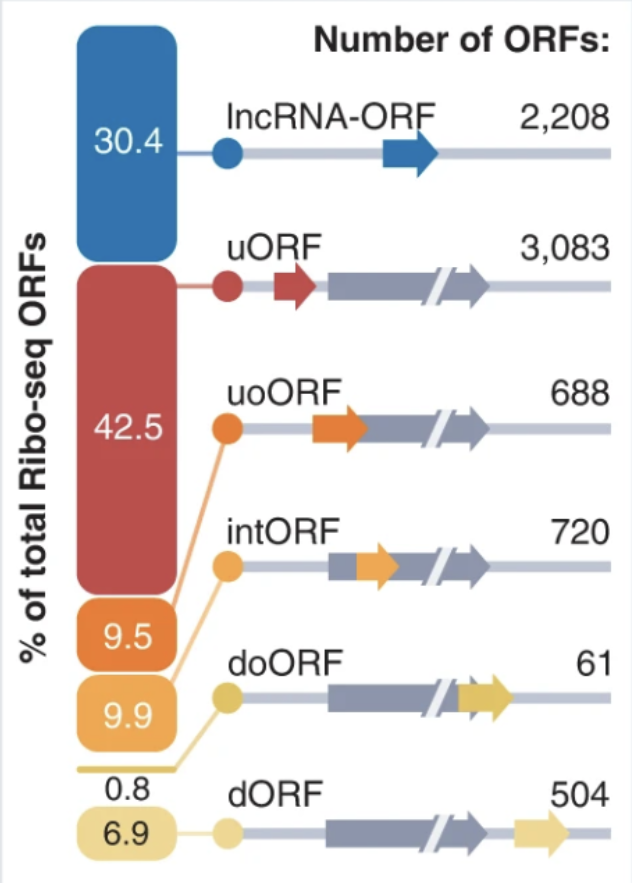 Number of ORFs:
% of total Ribo-seq ORFs
30.4
lncRNA-ORF 2,208
uORF 3,083
42.5
uoORF 688
intORF 720
9.5
doORF 61
9.9
0.8
dORF 504
6.9